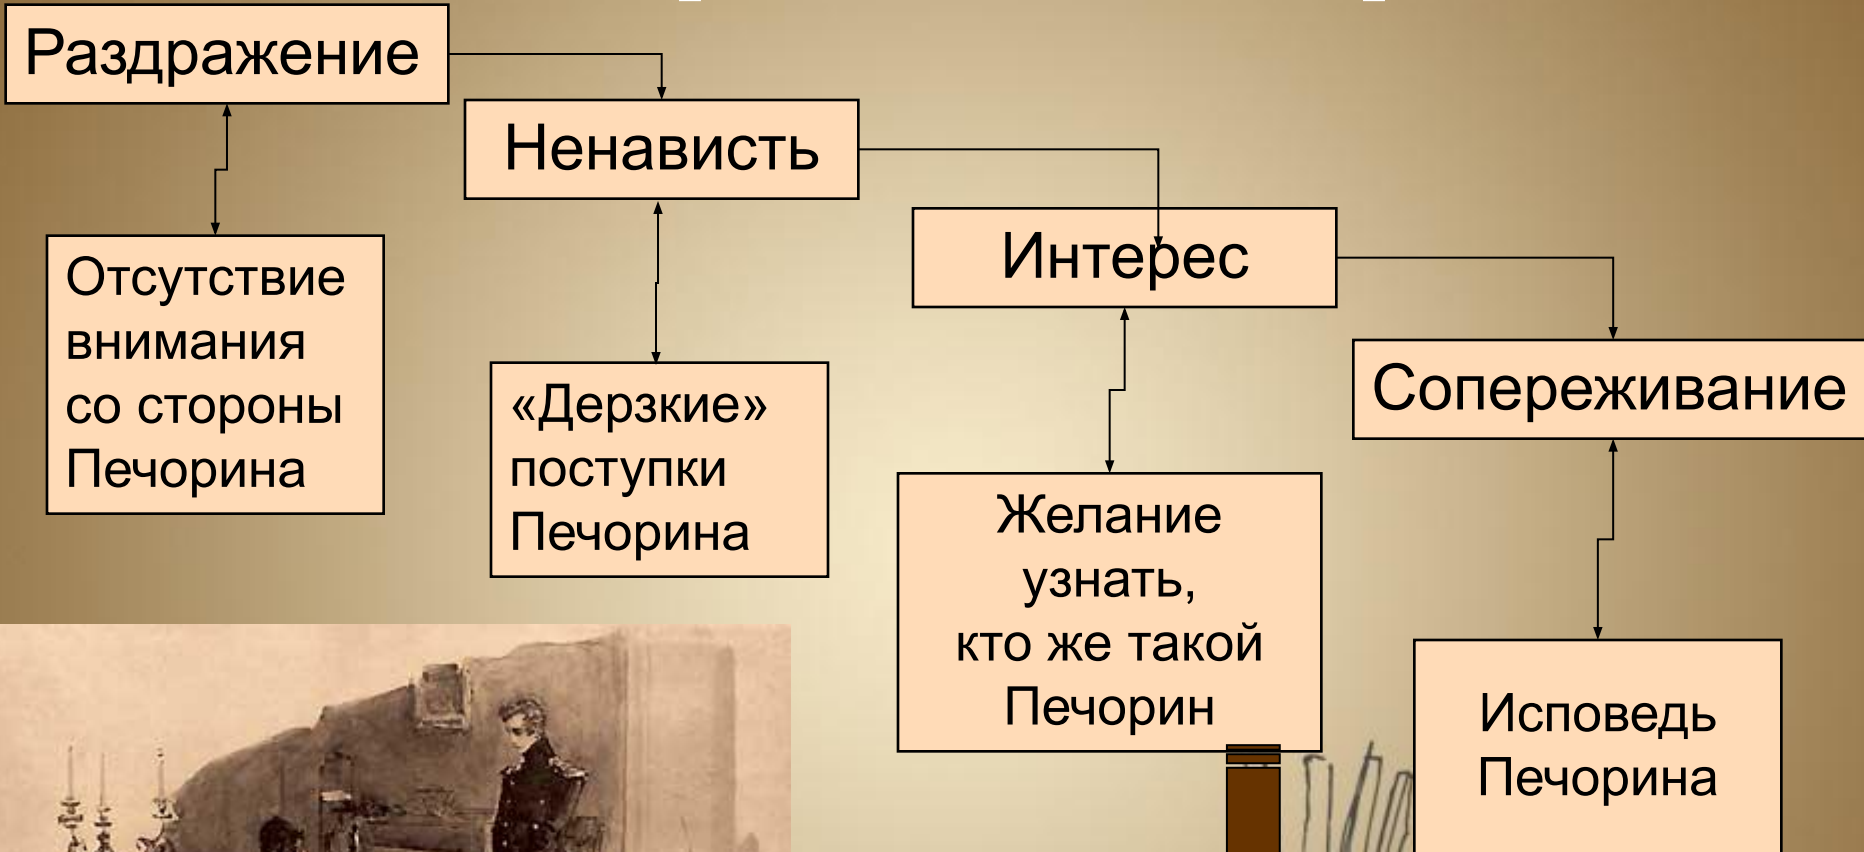 Раздражение
Ненависть
Интерес
Сопереживание
Отсутствие
внимания
со стороны
Печорина
«Дерзкие»
поступки
Печорина
Желание
узнать,
кто же такой
Печорин
Исповедь
Печорина